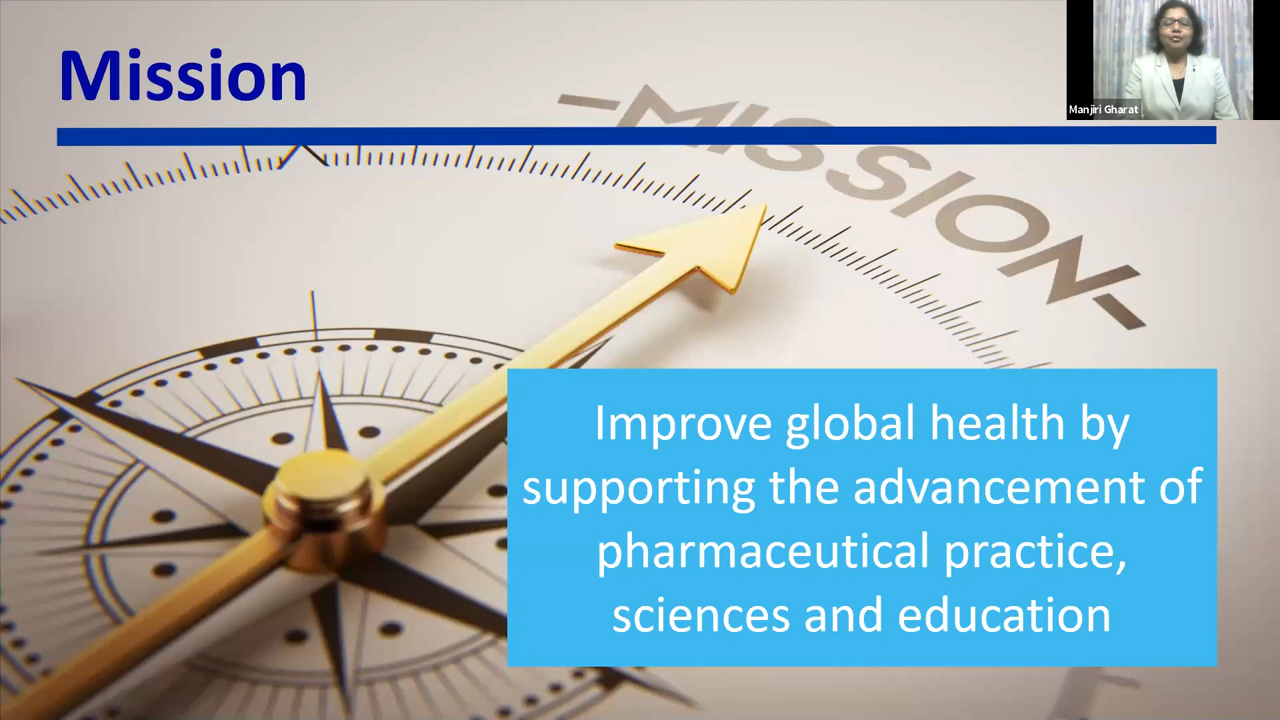 Mission
Manjiri Gharat
-MISSION-
Improve global health by
supporting the advancement of
pharmaceutical practice,
sciences and education